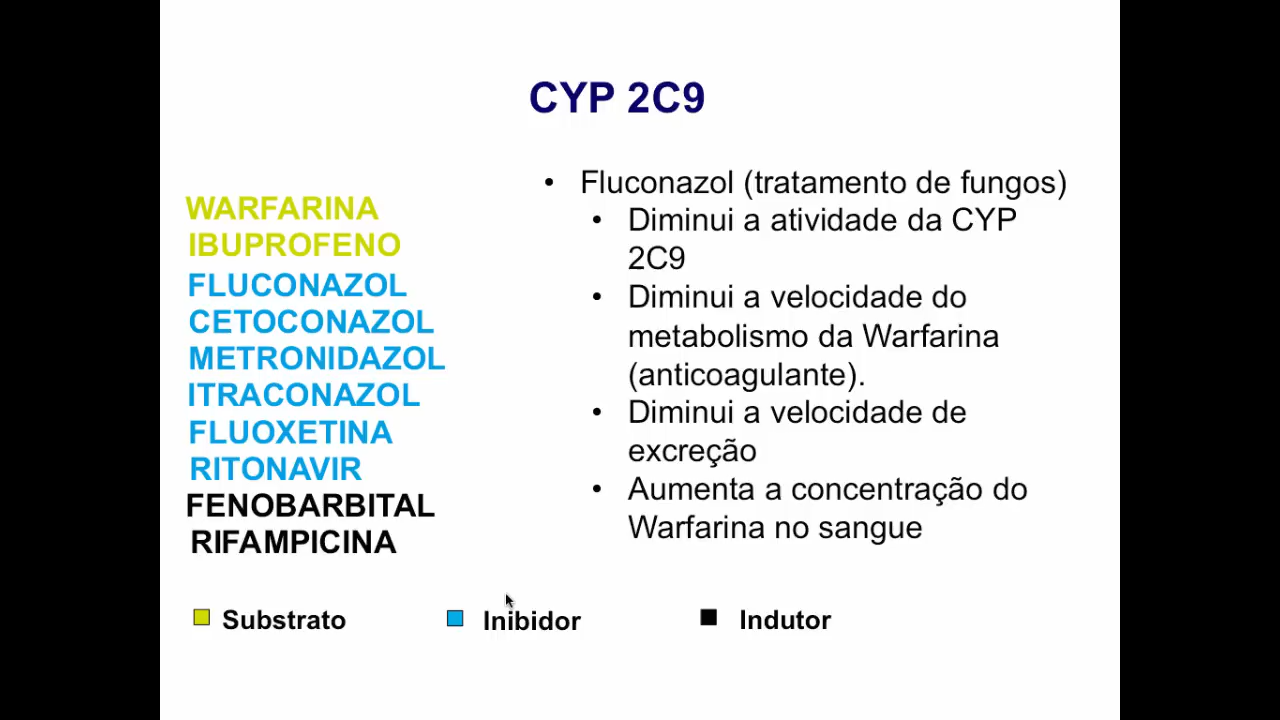 CYP 2C9
WARFARINA
IBUPROFENO
FLUCONAZOL
CETOCONAZOL
METRONIDAZOL
ITRACONAZOL
FLUOXETINA
RITONAVIR
FENOBARBITAL
RIFAMPICINA
• Fluconazol (tratamento de fungos)
• Diminui a atividade da CYP
2C9
• Diminui a velocidade do
metabolismo da Warfarina
(anticoagulante).
• Diminui a velocidade de
excreção
• Aumenta a concentração do
Warfarina no sangue
Substrato
Inibidor
Indutor